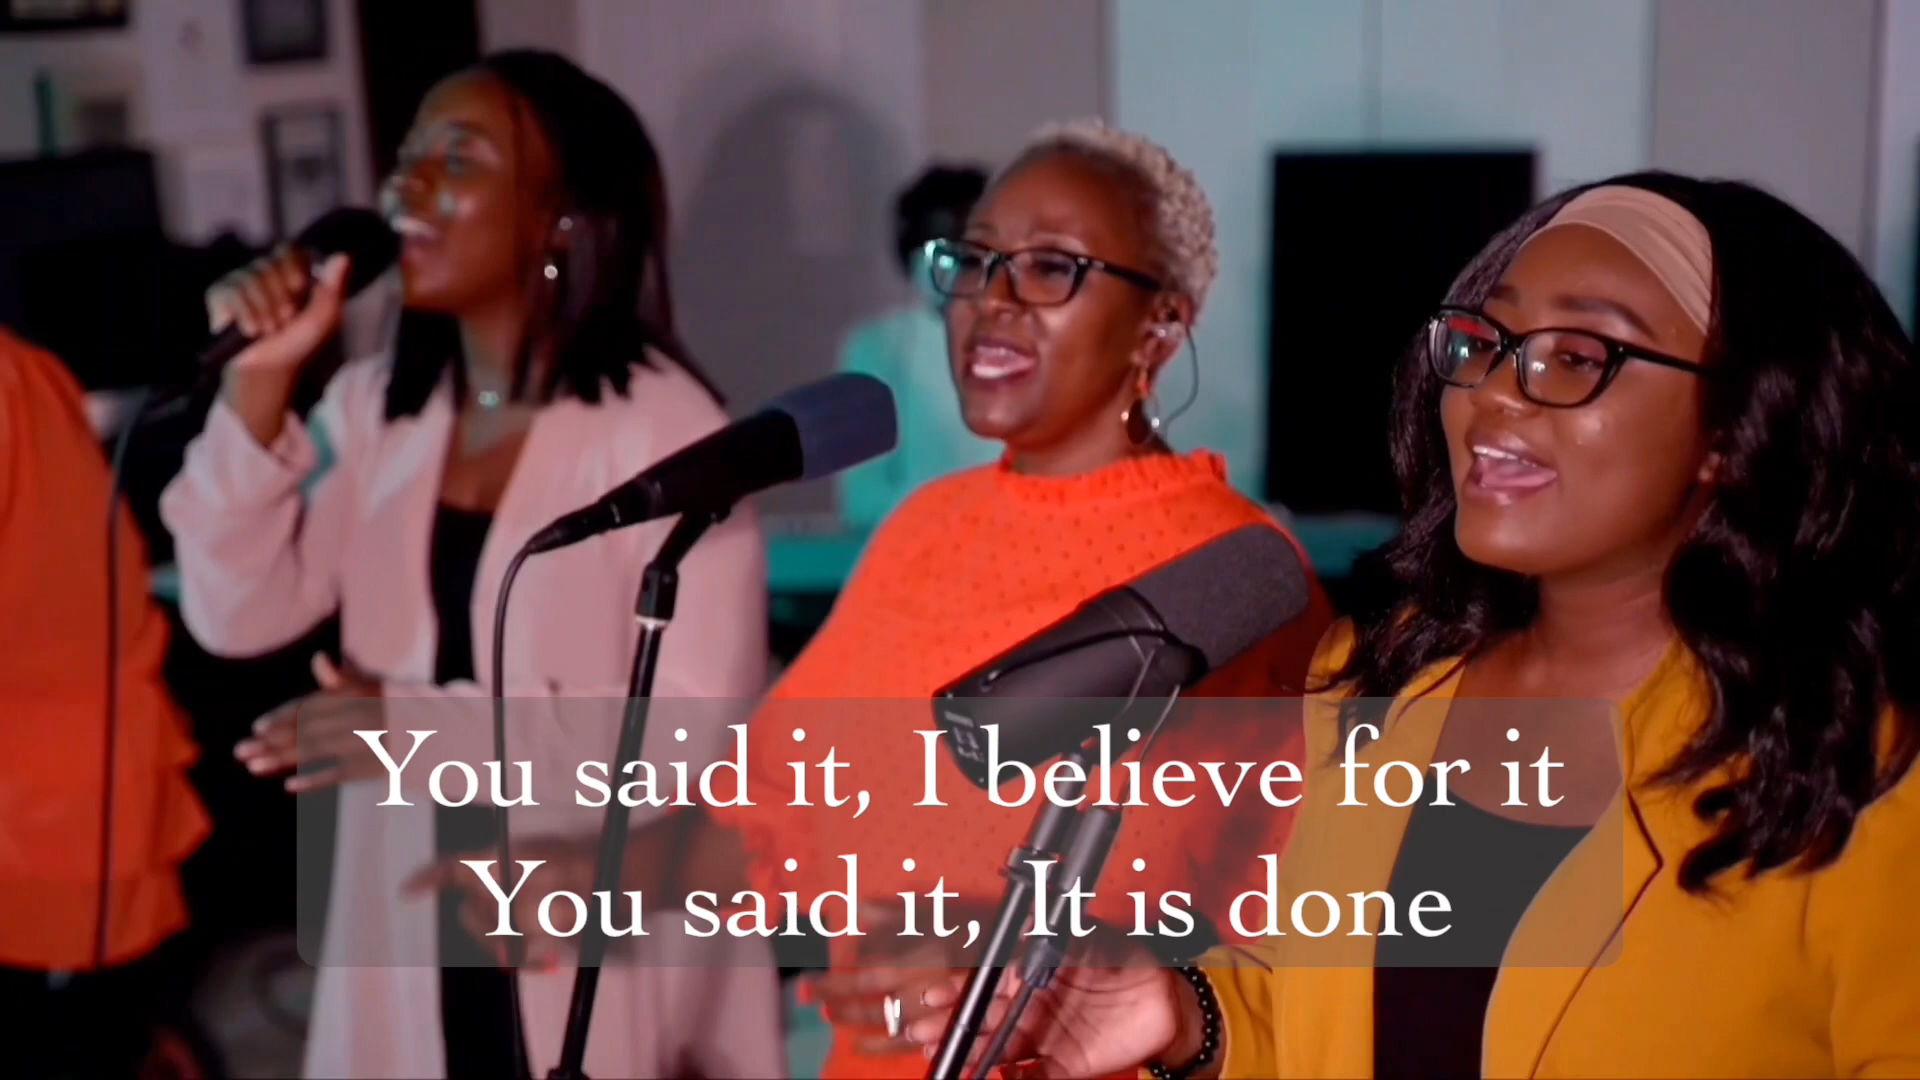 You said it, I believe for it
You said it, It is done